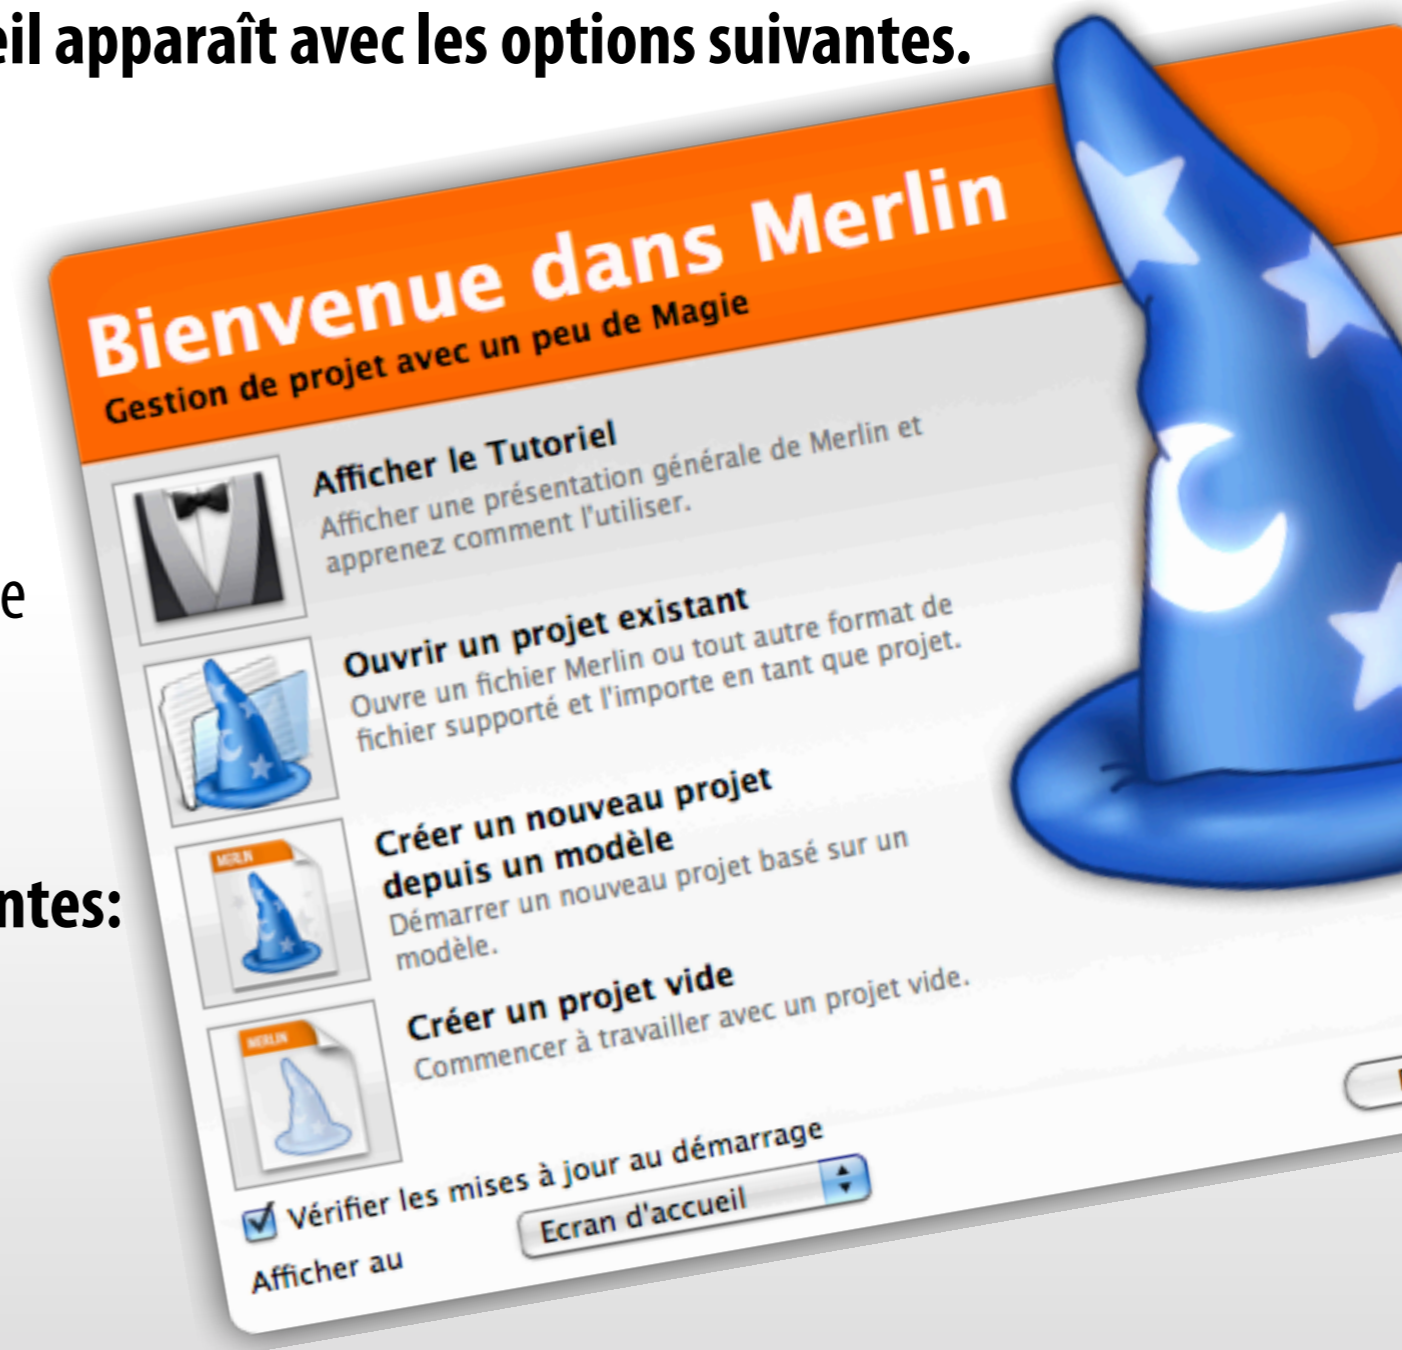 eil apparaît avec les options suivantes.
Bienvenue dans Merlin
Gestion de projet avec un peu de Magie
Afficher le Tutoriel
Afficher une présentation générale de Merlin et
apprenez comment l'utiliser.
e
Ouvrir un projet existant
Ouvre un fichier Merlin ou tout autre format de
fichier supporté et l'importe en tant que projet.
ntes:
MERLIN
Créer un nouveau projet
depuis un modèle
Démarrer un nouveau projet basé sur un
modèle.
MERLIN
Créer un projet vide
Commencer à travailler avec un projet vide.
Vérifier les mises à jour au démarrage
Afficher au
Ecran d'accueil